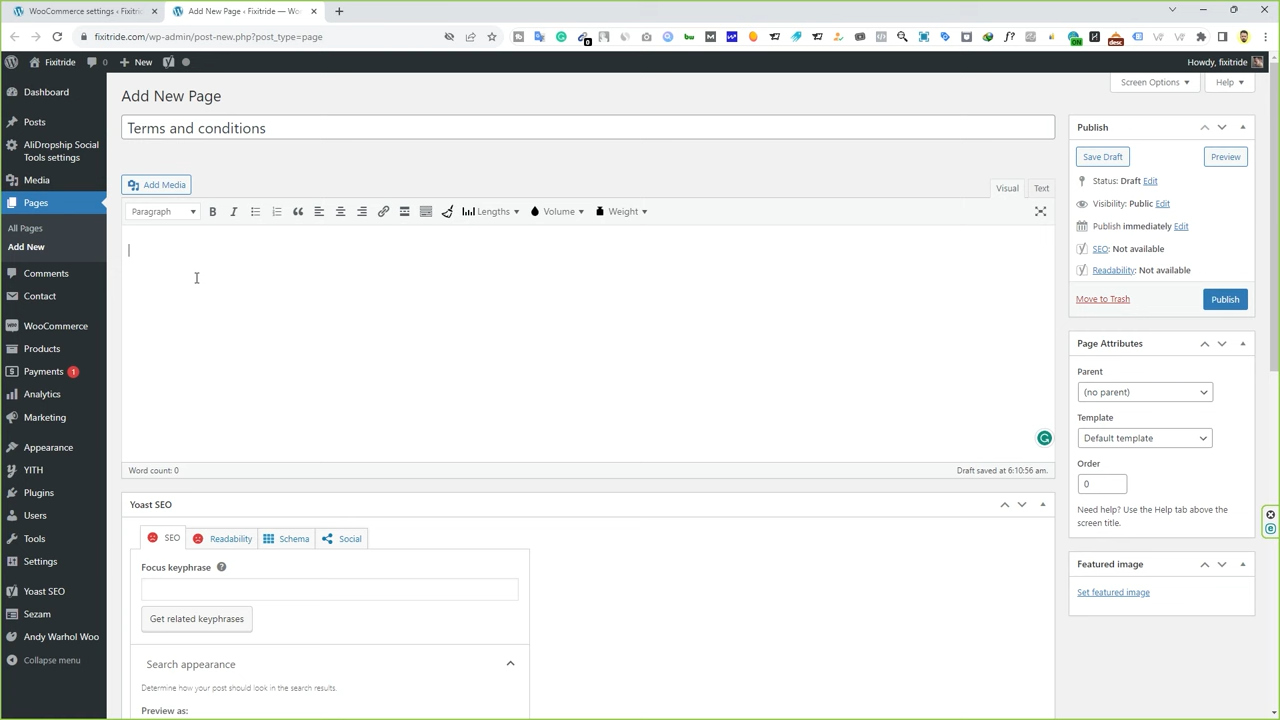 WooCommerce settings ‹ Fixitri
Add New Page ‹ Fixitride — Wo
fixitride.com/wp-admin/post-new.php?post_type=page
Fixitride
0
New
Howdy, fixitride
Screen Options
Help
Dashboard
Posts
AliDropship Social
Tools settings
Media
Pages
All Pages
Add New
Comments
Contact
WooCommerce
Products
Payments 1
Analytics
Marketing
Appearance
YITH
Plugins
Users
Tools
Settings
Yoast SEO
Sezam
Andy Warhol Woo
Collapse menu
Add New Page
Terms and conditions
Add Media
Visual
Text
Paragraph
B
I
Lengths
Volume
Weight
Word count: 0
Draft saved at 6:10:56 am.
Yoast SEO
SEO
Readability
Schema
Social
Focus keyphrase
Get related keyphrases
Search appearance
Determine how your post should look in the search results.
Preview as:
Publish
Save Draft
Preview
Status: Draft Edit
Visibility: Public Edit
Publish immediately Edit
SEO: Not available
Readability: Not available
Move to Trash
Publish
Page Attributes
Parent
(no parent)
Template
Default template
Order
0
Need help? Use the Help tab above the
screen title.
Featured image
Set featured image